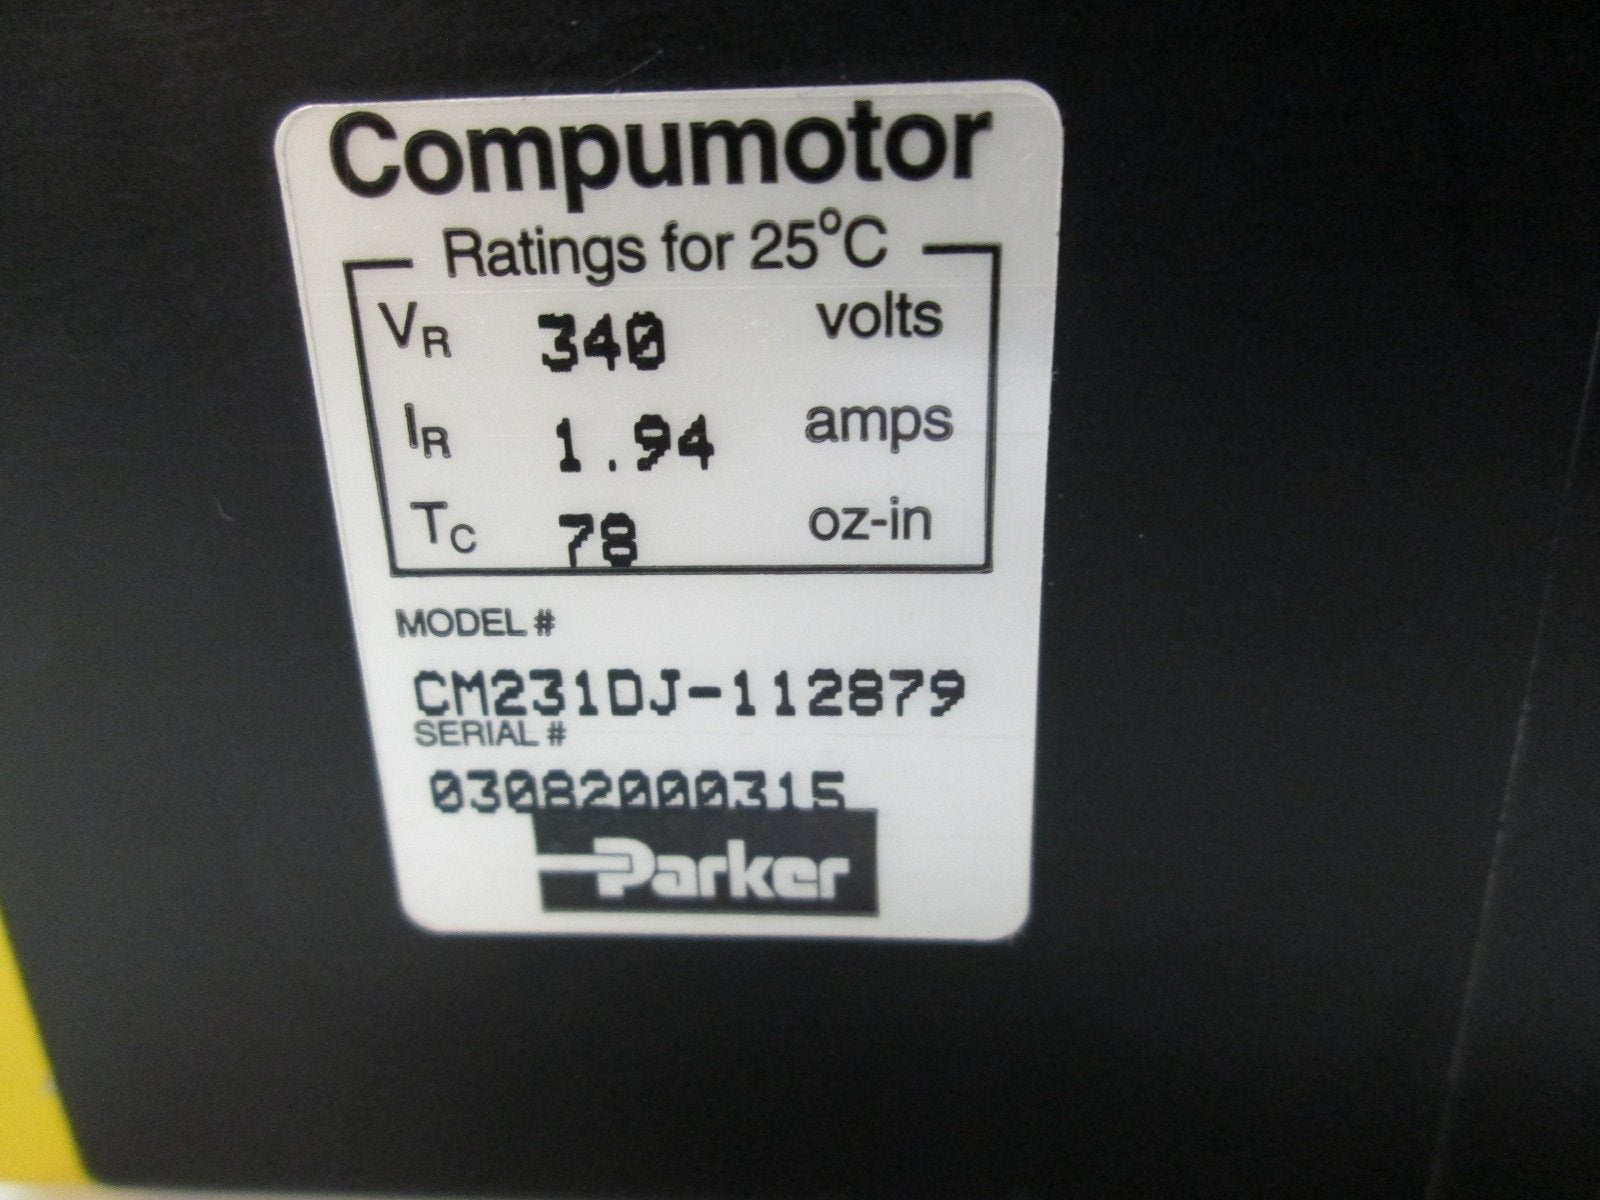 Compumotor
Ratings for 25°C
VR 340 volts
IR 1.94 amps
TC 78 oz-in
MODEL #
CM231DJ-112879
SERIAL #
03082000315
Parker